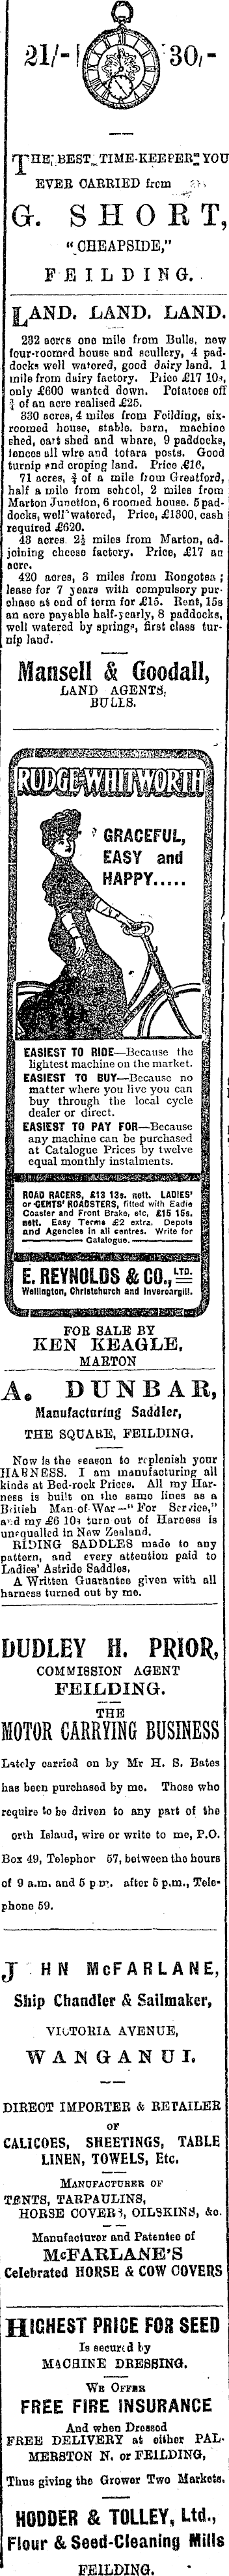 21/- 30/-
THE BEST TIME-KEEPERS YOU
EVER CARRIED from
G. SHORT,
"CHEAPSIDE,"
FEILDING.
LAND. LAND. LAND.
232 acres one mile from Bulls, new
four-roomed house and scullery, 4 pad-
docks well watered, good dairy land. 1
mile from dairy factory. Price £17 10s,
only £600 wanted down. Potatoes off
¾ of an acre realised £25.
330 acres, 4 miles from Feilding, six-
roomed house, stable, barn, machine
shed, cart shed and whare, 9 paddocks,
fences all wire and totara posts. Good
turnip and croping land. Price £16.
71 acres, ¾ of a mile from Greatford,
half a mile from school, 2 miles from
Marton Junction, 6 roomed house, 5 pad-
docks, well watered, Price, £1300, cash
required £620.
43 acres. 2½ miles from Marton, ad-
joining cheese factory. Price, £17 an
acre.
420 acres, 3 miles from Rongotea;
lease for 7 years with compulsory pur-
chase at end of term for £15. Rent, 15s
an acre payable half-yearly, 8 paddocks,
well watered by springs, first class tur-
nip land.
Mansell & Goodall,
LAND AGENTS,
BULLS.
RUDGE-WHITWORTH
GRACEFUL,
EASY and
HAPPY.....
EASIEST TO RIDE—Because the
lightest machine on the market.
EASIEST TO BUY—Because no
matter where you live you can
buy through the local cycle
dealer or direct.
EASIEST TO PAY FOR—Because
any machine can be purchased
at Catalogue Prices by twelve
equal monthly instalments.
ROAD RACERS, £13 13s. nett. LADIES'
or GENTS' ROADSTERS, fitted with Eadie
Coaster and Front Brake, etc, £15 15s.
nett. Easy Terms £2 extra. Depots
and Agencies in all centres. Write for
Catalogue.
E. REYNOLDS & CO., LTD.
Wellington, Christchurch and Invercargill.
FOR SALE BY
KEN KEAGLE,
MARTON
A. DUNBAR,
Manufacturing Saddler,
THE SQUARE, FEILDING.
Now is the season to replenish your
HARNESS. I am manufacturing all
kinds at Bed-rock Prices. All my Har-
ness is built on the same lines as a
British Man-of-War—"For Service,"
and my £6 10s turn out of Harness is
unequalled in New Zealand.
RIDING SADDLES made to any
pattern, and every attention paid to
Ladies' Astride Saddles,
A Written Guarantee given with all
harness turned out by me.
DUDLEY H. PRIOR,
COMMISSION AGENT
FEILDING.
THE
MOTOR CARRYING BUSINESS
Lately carried on by Mr H. S. Bates
has been purchased by me. Those who
require to be driven to any part of the
orth Island, wire or write to me, P.O.
Box 49, Telephor 57, between the hours
of 9 a.m. and 5 p.m. after 5 p.m., Tele-
phone 59.
J HN McFARLANE,
Ship Chandler & Sailmaker,
VICTORIA AVENUE,
WANGANUI.
DIRECT IMPORTER & RETAILER
OF
CALICOES, SHEETINGS, TABLE
LINEN, TOWELS, Etc.
MANUFACTURER OF
TENTS, TARPAULINS,
HORSE COVERS, OILSKINS, &c.
Manufacturer and Patentee of
McFARLANE'S
Celebrated HORSE & COW COVERS
HIGHEST PRICE FOR SEED
Is secured by
MACHINE DRESSING.
WE OFFER
FREE FIRE INSURANCE
And when Dressed
FREE DELIVERY at either PAL-
MERSTON N. or FEILDING,
Thus giving the Grower Two Markets.
HODDER & TOLLEY, Ltd.,
Flour & Seed-Cleaning Mills
FEILDING.